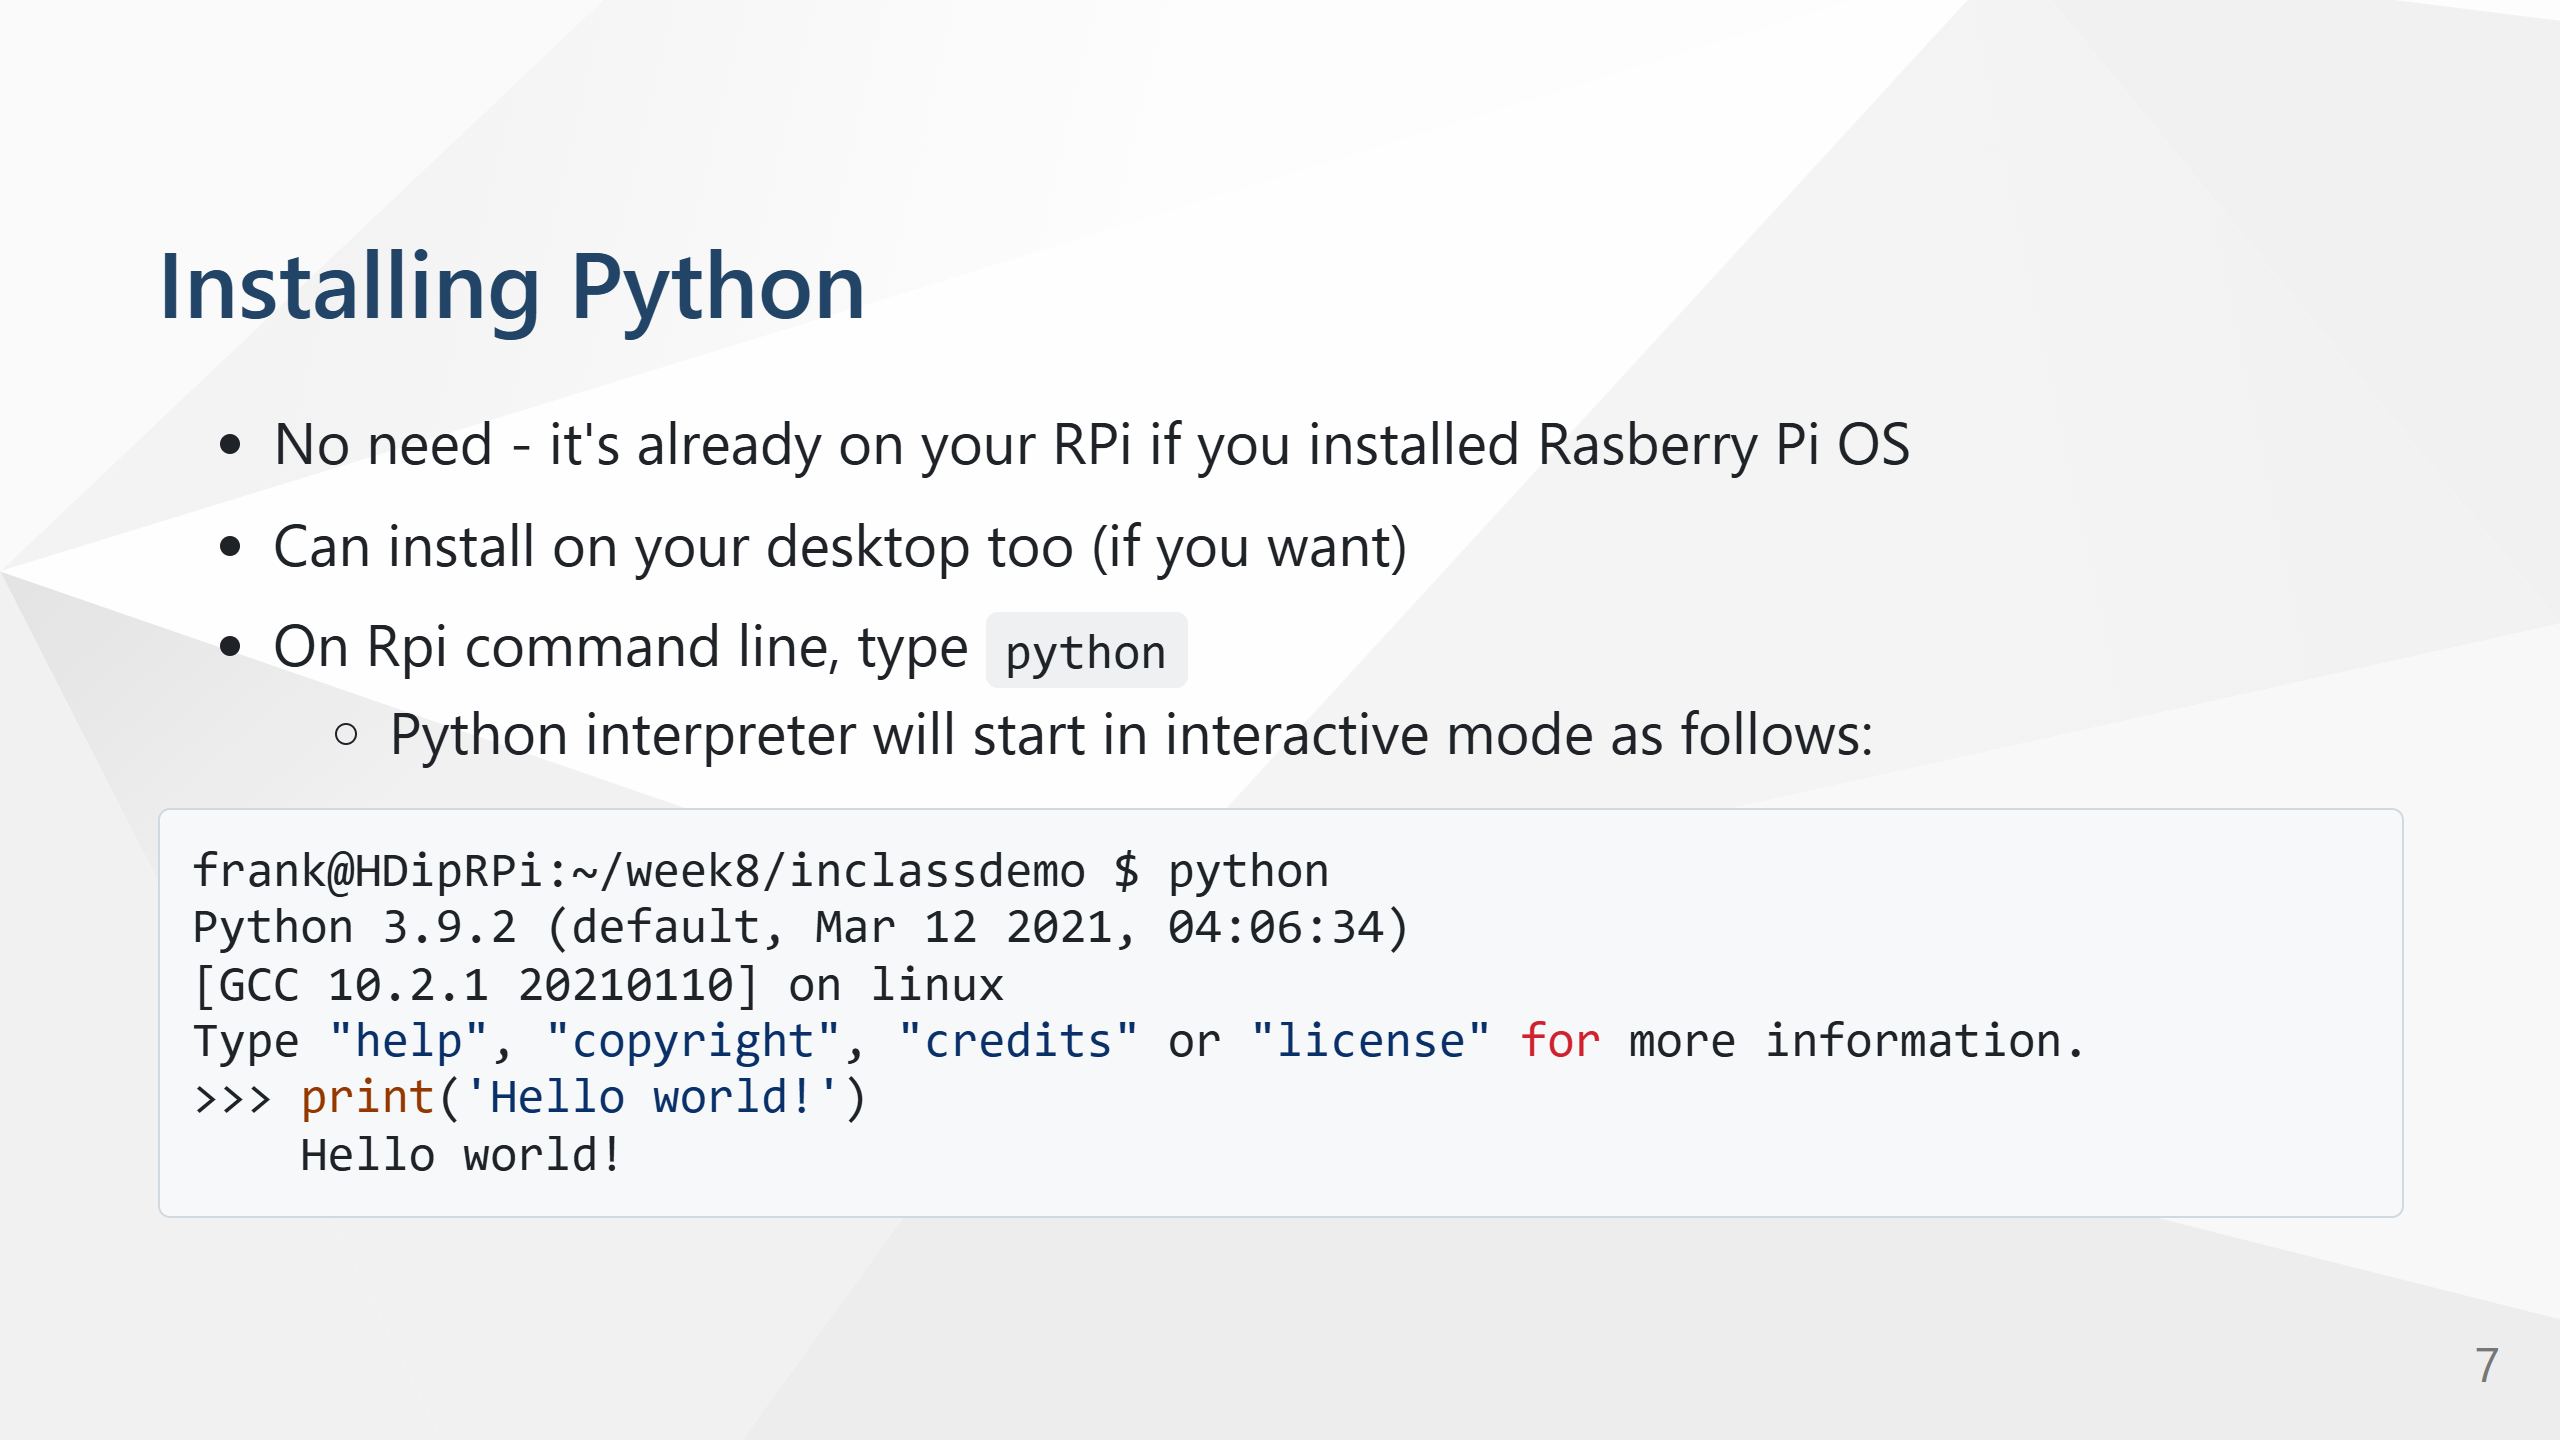 Installing Python
• No need - it's already on your RPi if you installed Rasberry Pi OS
• Can install on your desktop too (if you want)
• On Rpi command line, type python
○ Python interpreter will start in interactive mode as follows:
frank@HDipRPi:~/week8/inclassdemo $ python
Python 3.9.2 (default, Mar 12 2021, 04:06:34)
[GCC 10.2.1 20210110] on linux
Type "help", "copyright", "credits" or "license" for more information.
>>> print('Hello world!')
    Hello world!
7